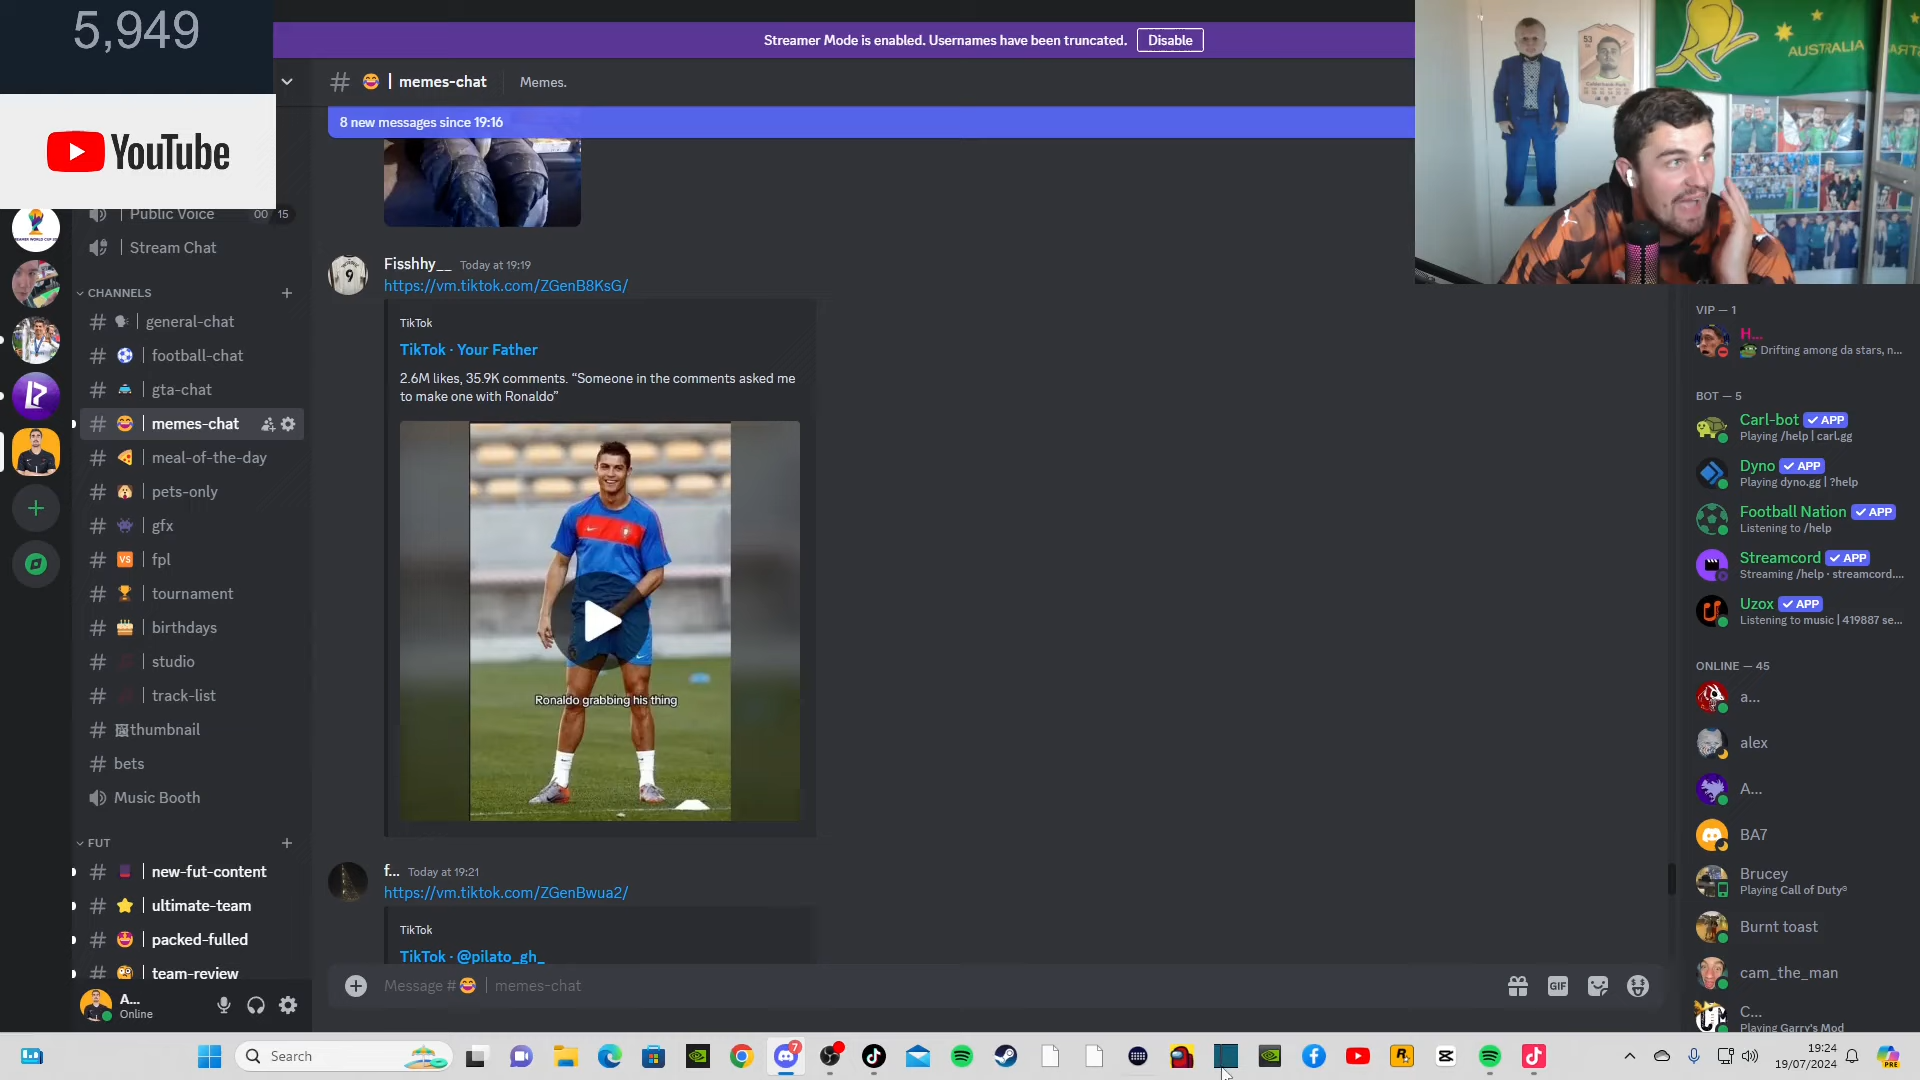 5,949
Streamer Mode is enabled. Usernames have been truncated.
Disable
# 😂 | memes-chat
Memes.
8 new messages since 19:16
AUSTRALIA
YouTube
Public Voice
00 15
Stream Chat
CHANNELS
general-chat
football-chat
gta-chat
memes-chat
meal-of-the-day
pets-only
gfx
VS
fpl
tournament
birthdays
studio
track-list
thumbnail
bets
Music Booth
FUT
new-fut-content
ultimate-team
packed-fulled
team-review
A...
Online
9
Fisshhy__ Today at 19:19
https://vm.tiktok.com/ZGenB8KsG/
TikTok
TikTok · Your Father
2.6M likes, 35.9K comments. “Someone in the comments asked me
to make one with Ronaldo”
Ronaldo grabbing his thing
f... Today at 19:21
https://vm.tiktok.com/ZGenBwua2/
TikTok
TikTok · @pilato_gh_
Message #😂 | memes-chat
GIF
VIP — 1
H...
Drifting among da stars, n...
BOT — 5
Carl-bot ✓ APP
Playing /help | carl.gg
Dyno ✓ APP
Playing dyno.gg | ?help
Football Nation ✓ APP
Listening to /help
Streamcord ✓ APP
Streaming /help · streamcord....
Uzox ✓ APP
Listening to music | 419887 se...
ONLINE — 45
a...
alex
A...
BA7
Brucey
Playing Call of Duty®
Burnt toast
cam_the_man
C...
Playing Garry's Mod
Search
7
19:24
19/07/2024
PRE